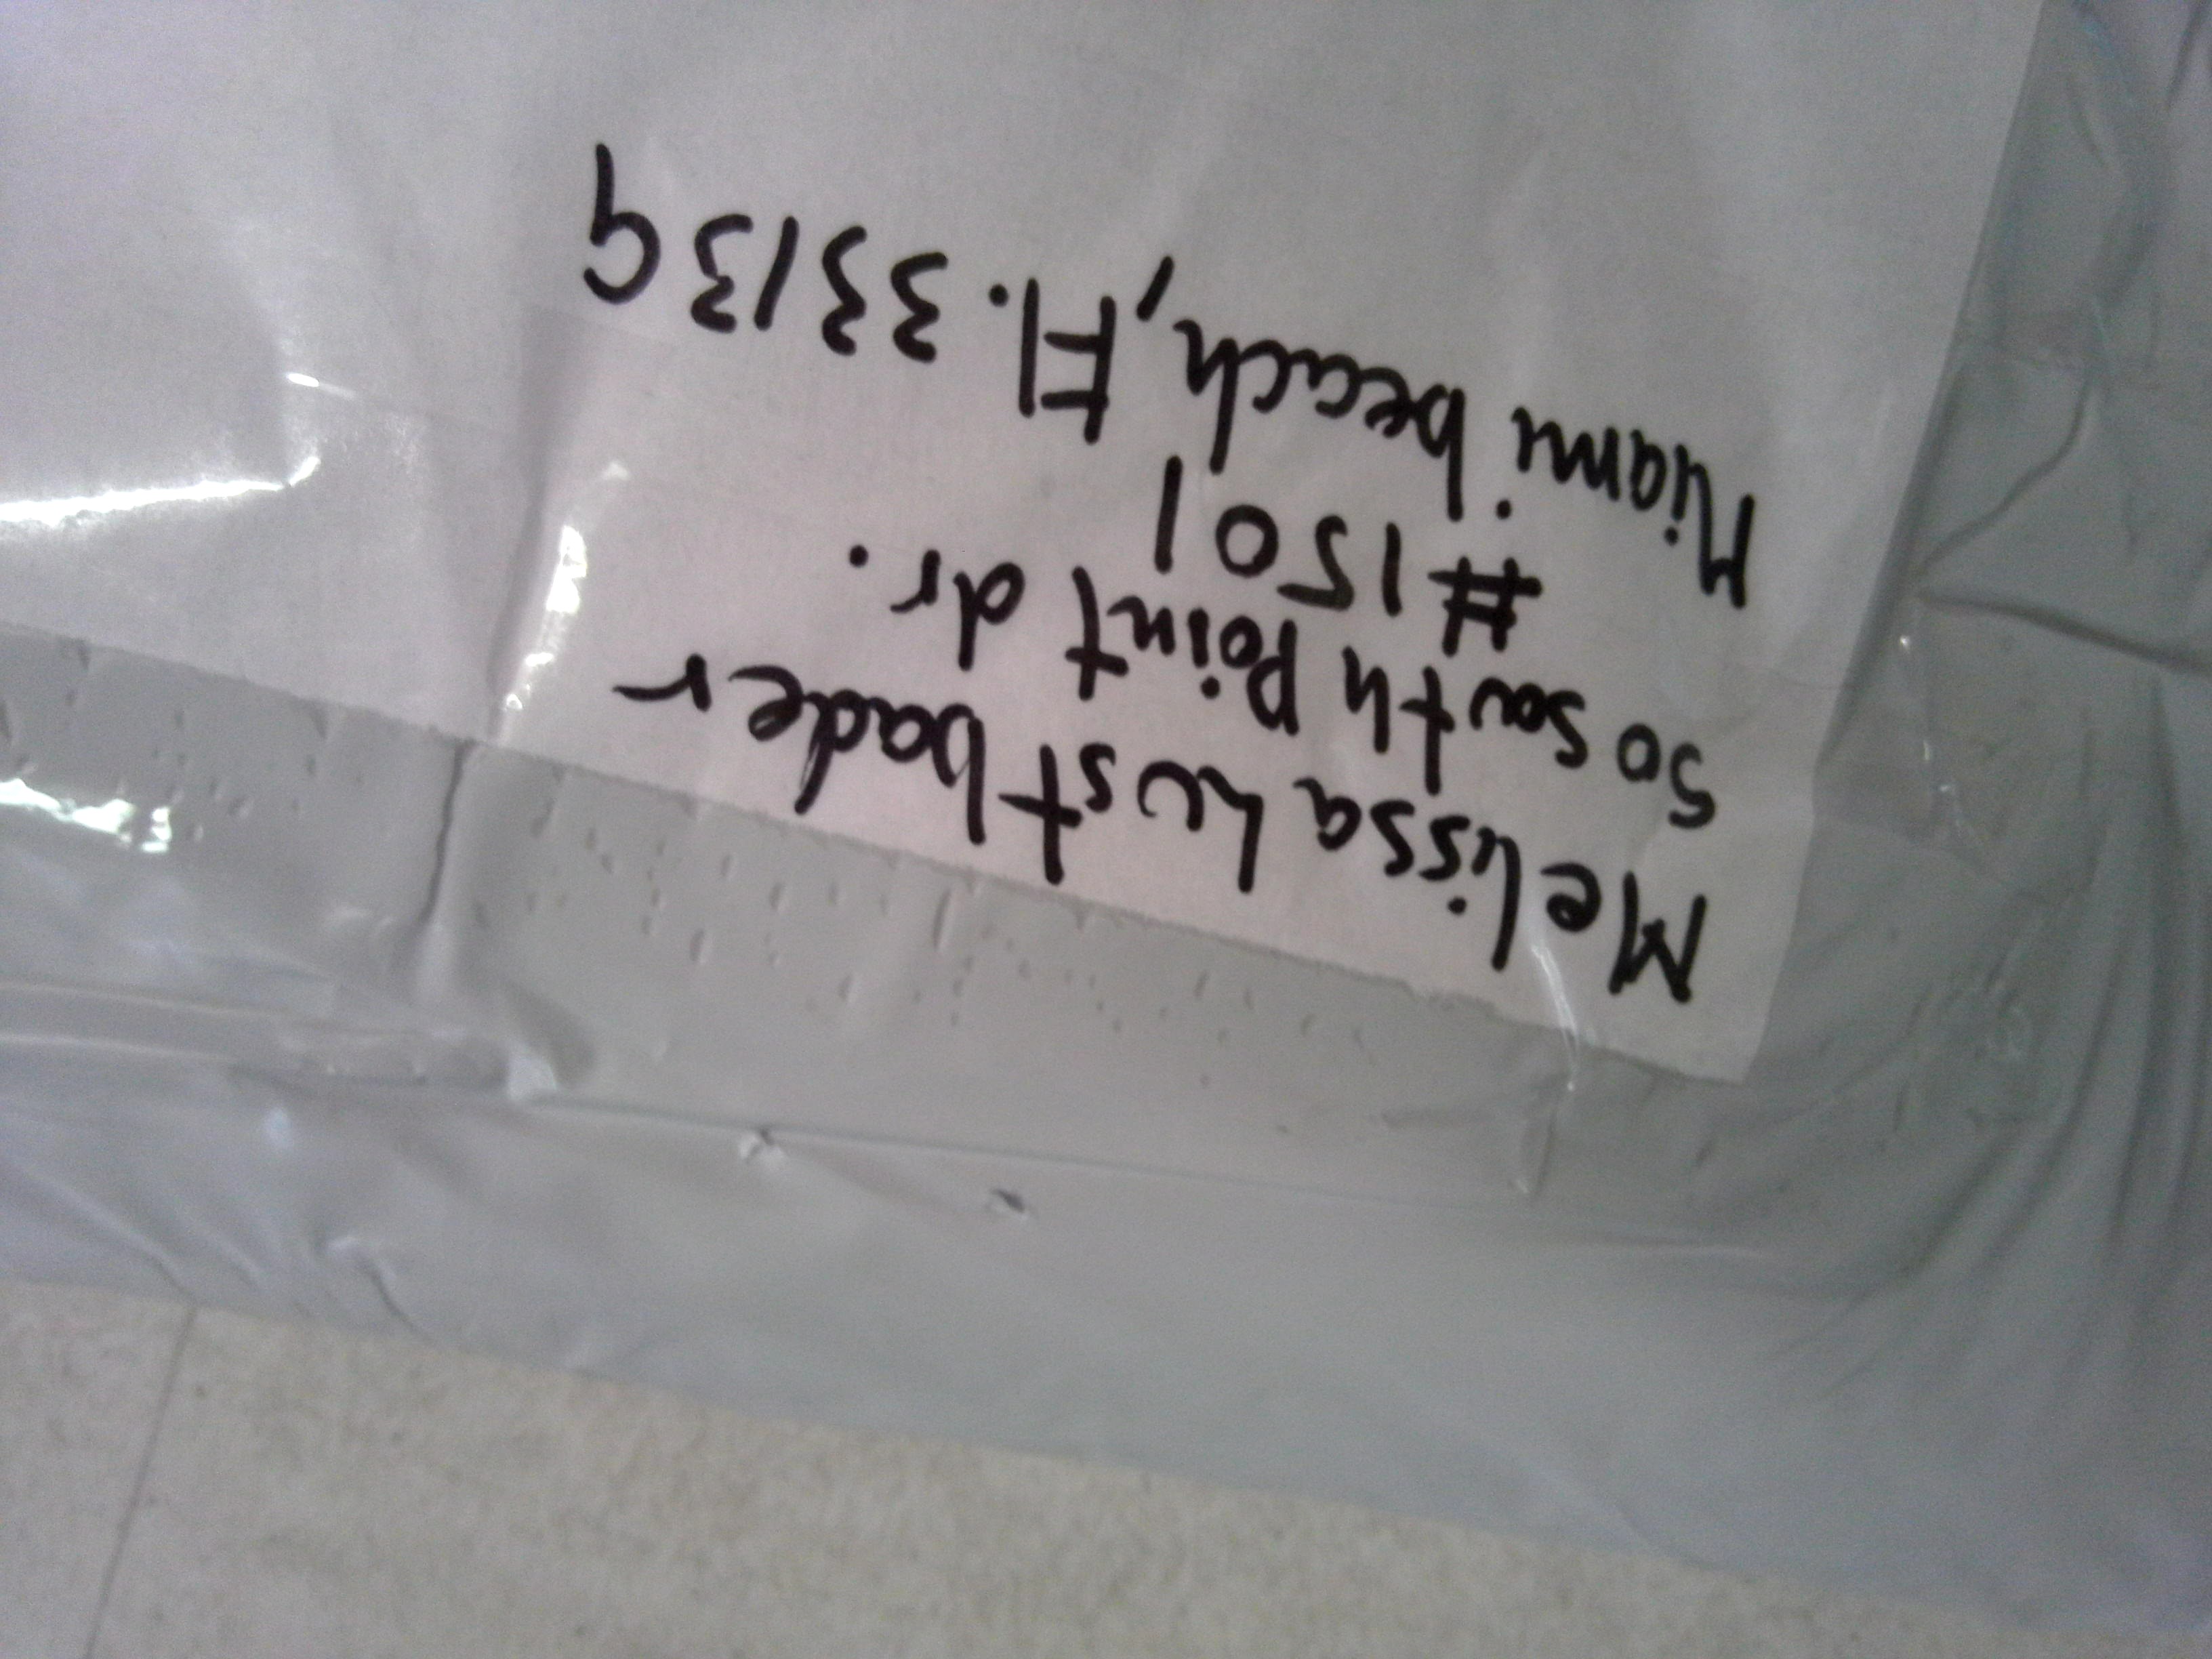 Melissa Lustbader
50 south Point dr.
#1501
Miami beach, Fl. 33139